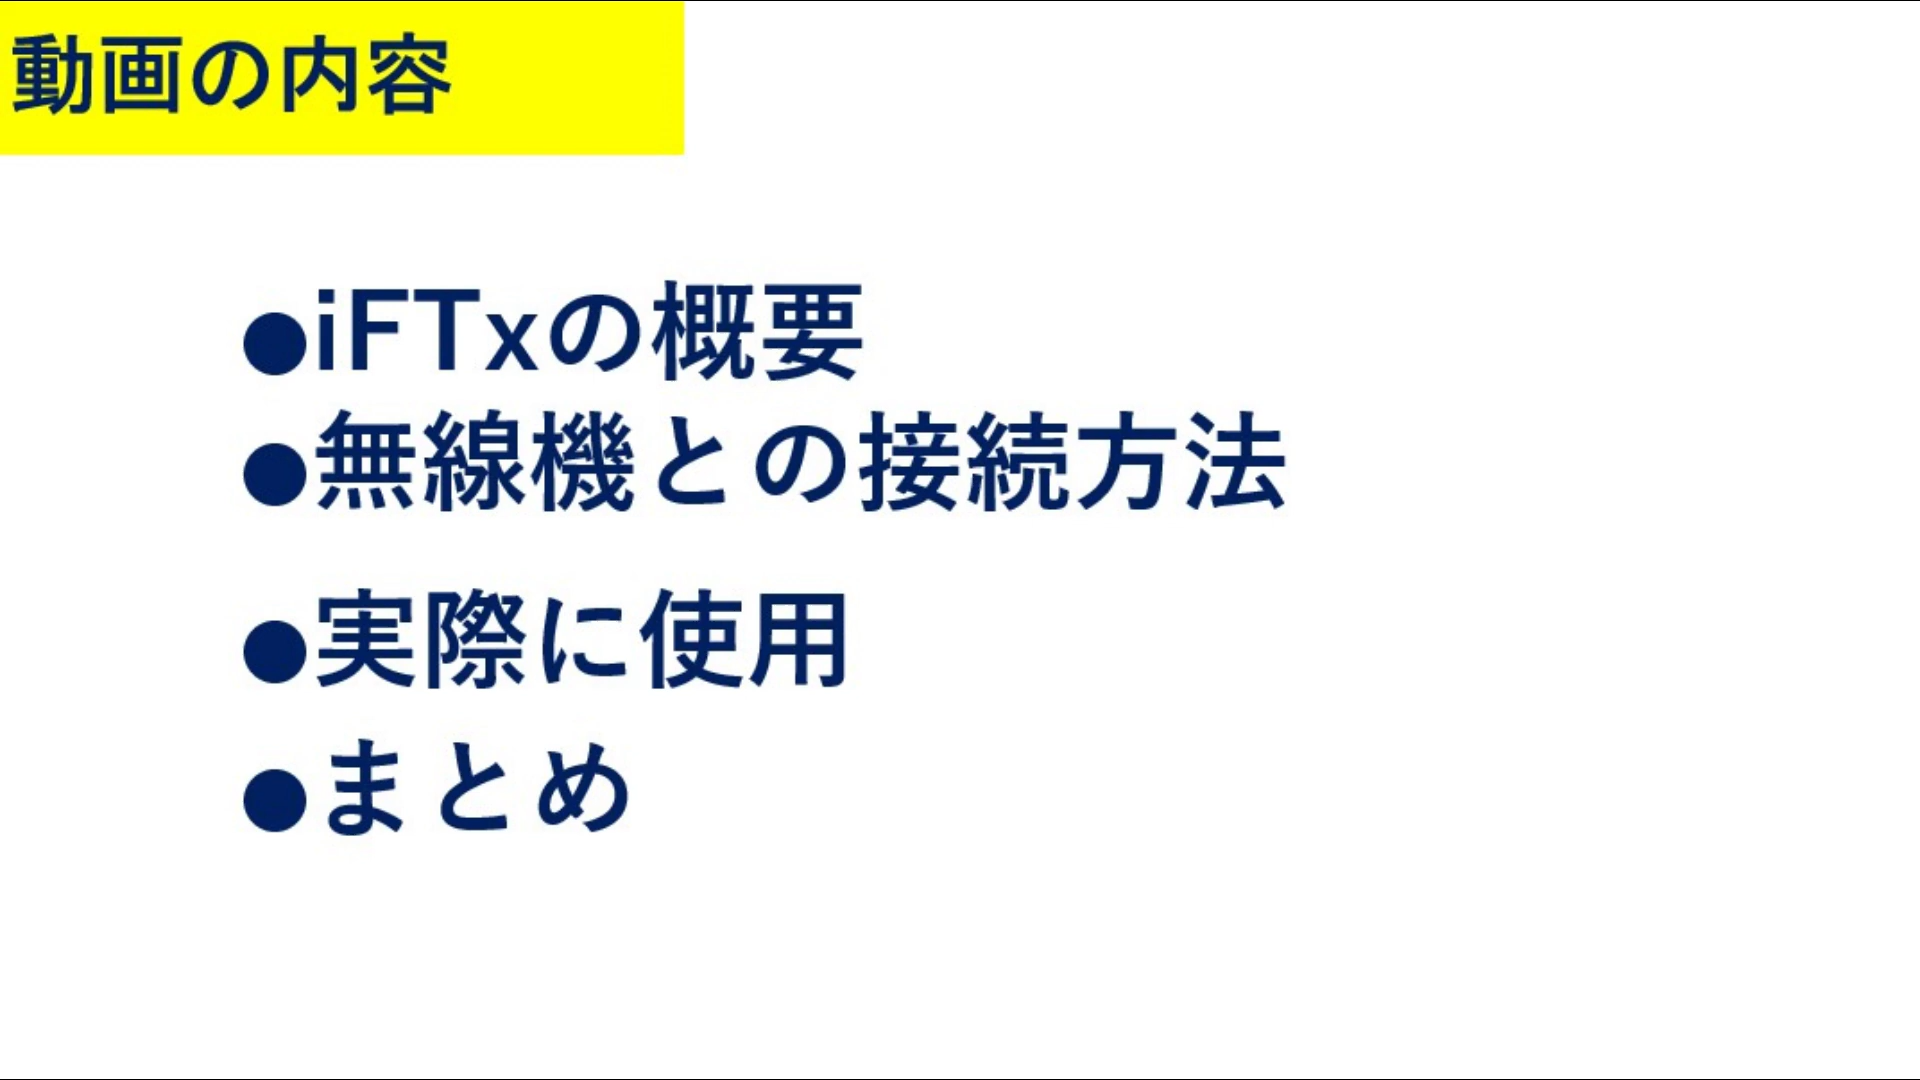 動画の内容
●iFTxの概要
●無線機との接続方法
●実際に使用
●まとめ